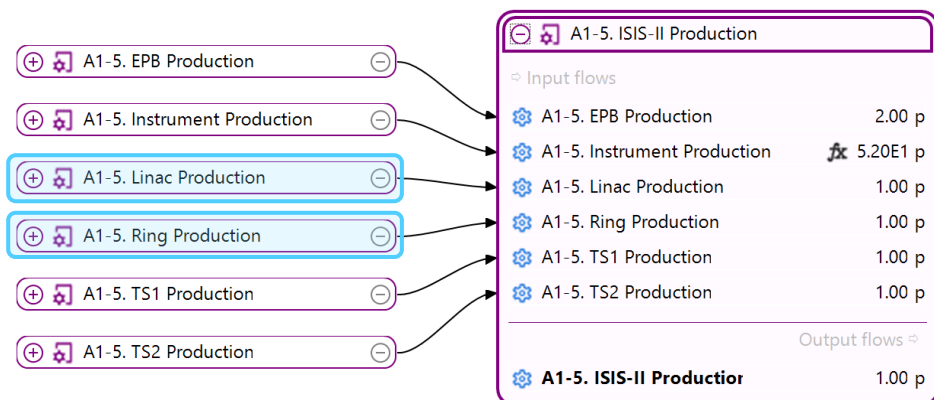 A1-5. EPB Production
A1-5. Instrument Production
A1-5. Linac Production
A1-5. Ring Production
A1-5. TS1 Production
A1-5. TS2 Production
A1-5. ISIS-II Production
Input flows
A1-5. EPB Production 2.00 p
A1-5. Instrument Production fx 5.20E1 p
A1-5. Linac Production 1.00 p
A1-5. Ring Production 1.00 p
A1-5. TS1 Production 1.00 p
A1-5. TS2 Production 1.00 p
Output flows
A1-5. ISIS-II Production 1.00 p